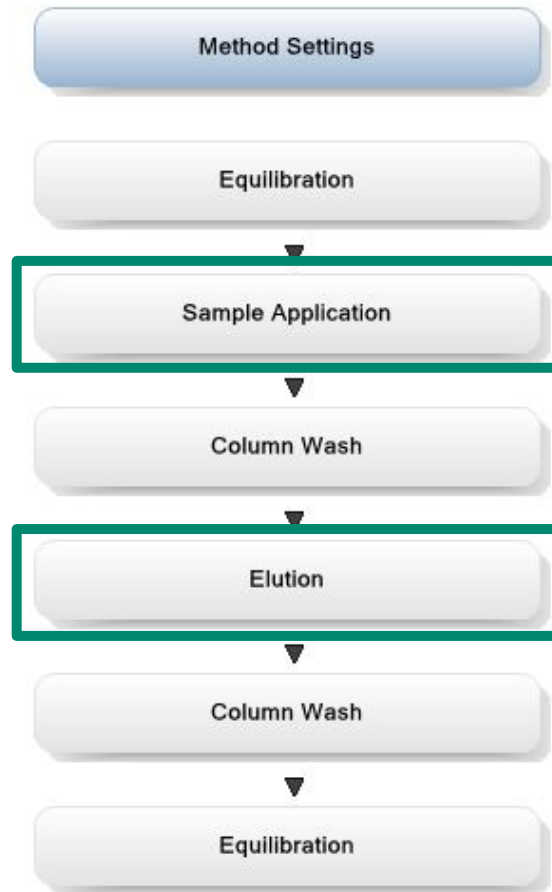 Method Settings
Equilibration
Sample Application
Column Wash
Elution
Column Wash
Equilibration